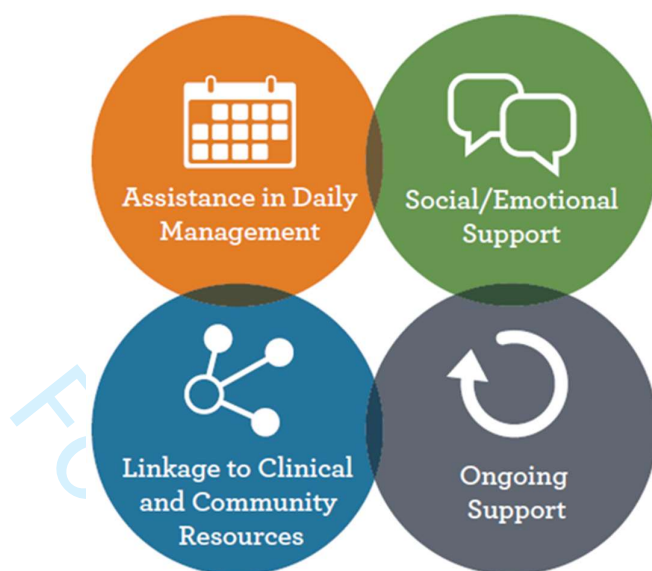 Assistance in Daily
Management
Social/Emotional
Support
Linkage to Clinical
and Community
Resources
Ongoing
Support